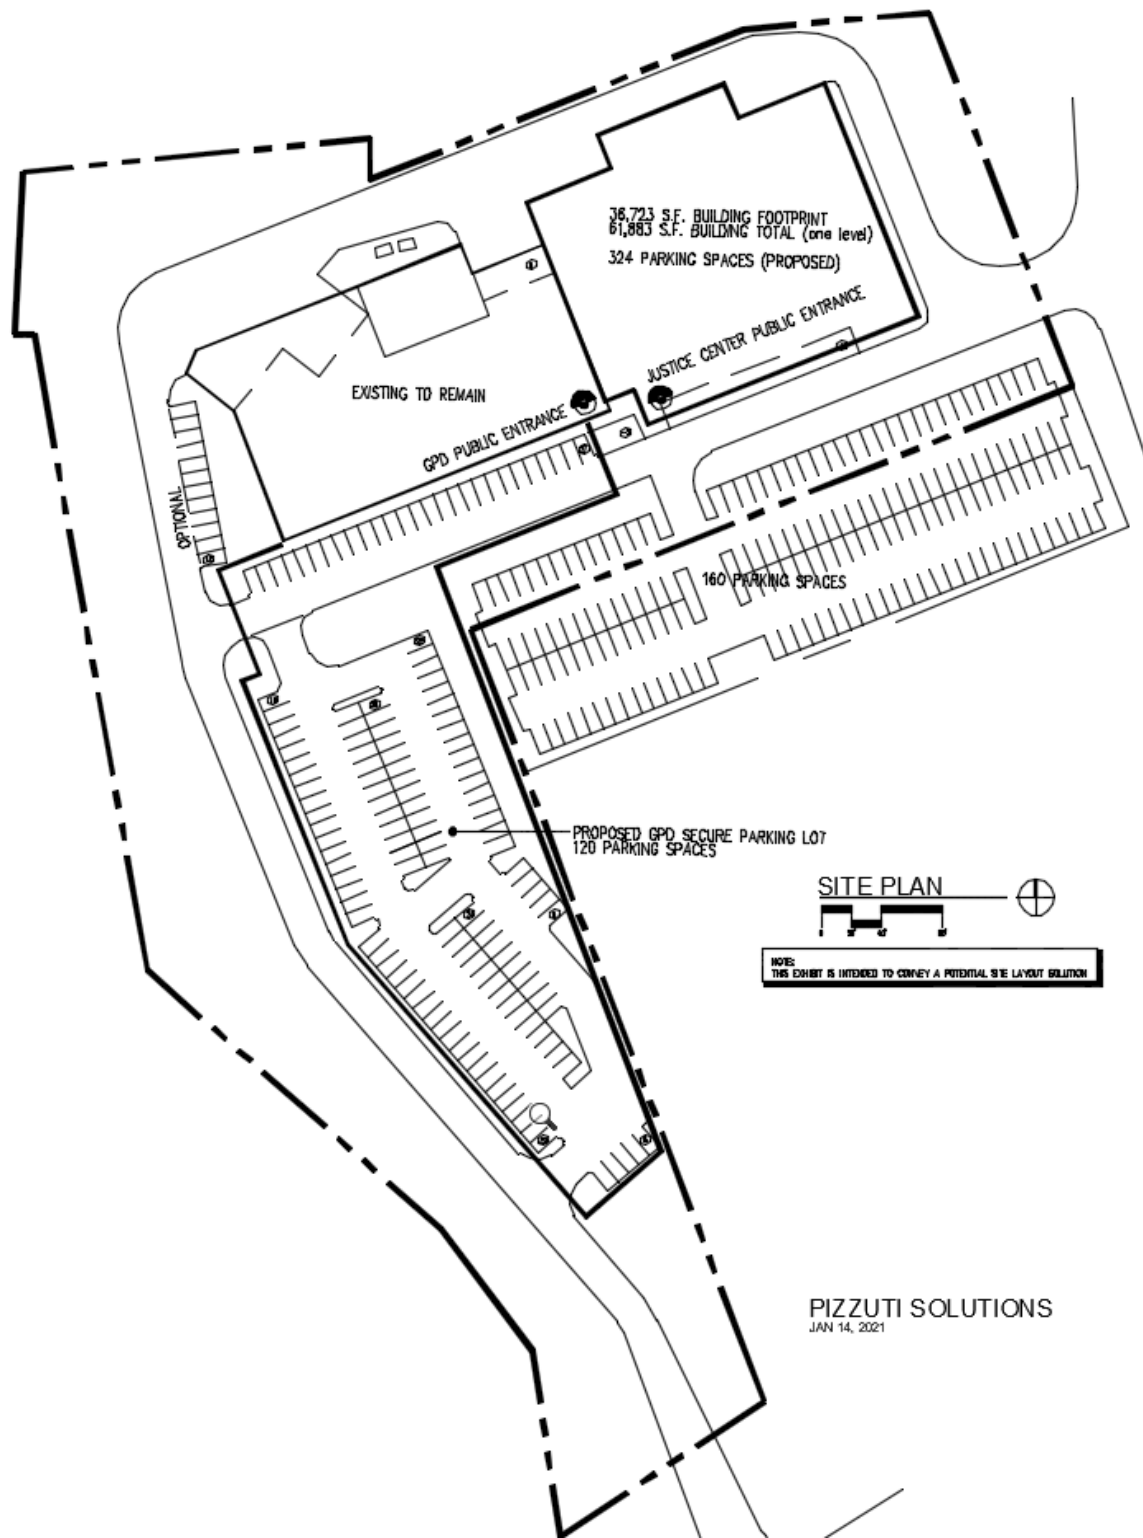 36,723 S.F. BUILDING FOOTPRINT
61,883 S.F. BUILDING TOTAL (one level)
324 PARKING SPACES (PROPOSED)
JUSTICE CENTER PUBLIC ENTRANCE
EXISTING TO REMAIN
GPD PUBLIC ENTRANCE
OPTIONAL
160 PARKING SPACES
PROPOSED GPD SECURE PARKING LOT
120 PARKING SPACES
SITE PLAN
NOTE:
THIS EXHIBIT IS INTENDED TO CONVEY A POTENTIAL SITE LAYOUT SOLUTION
PIZZUTI SOLUTIONS
JAN 14, 2021